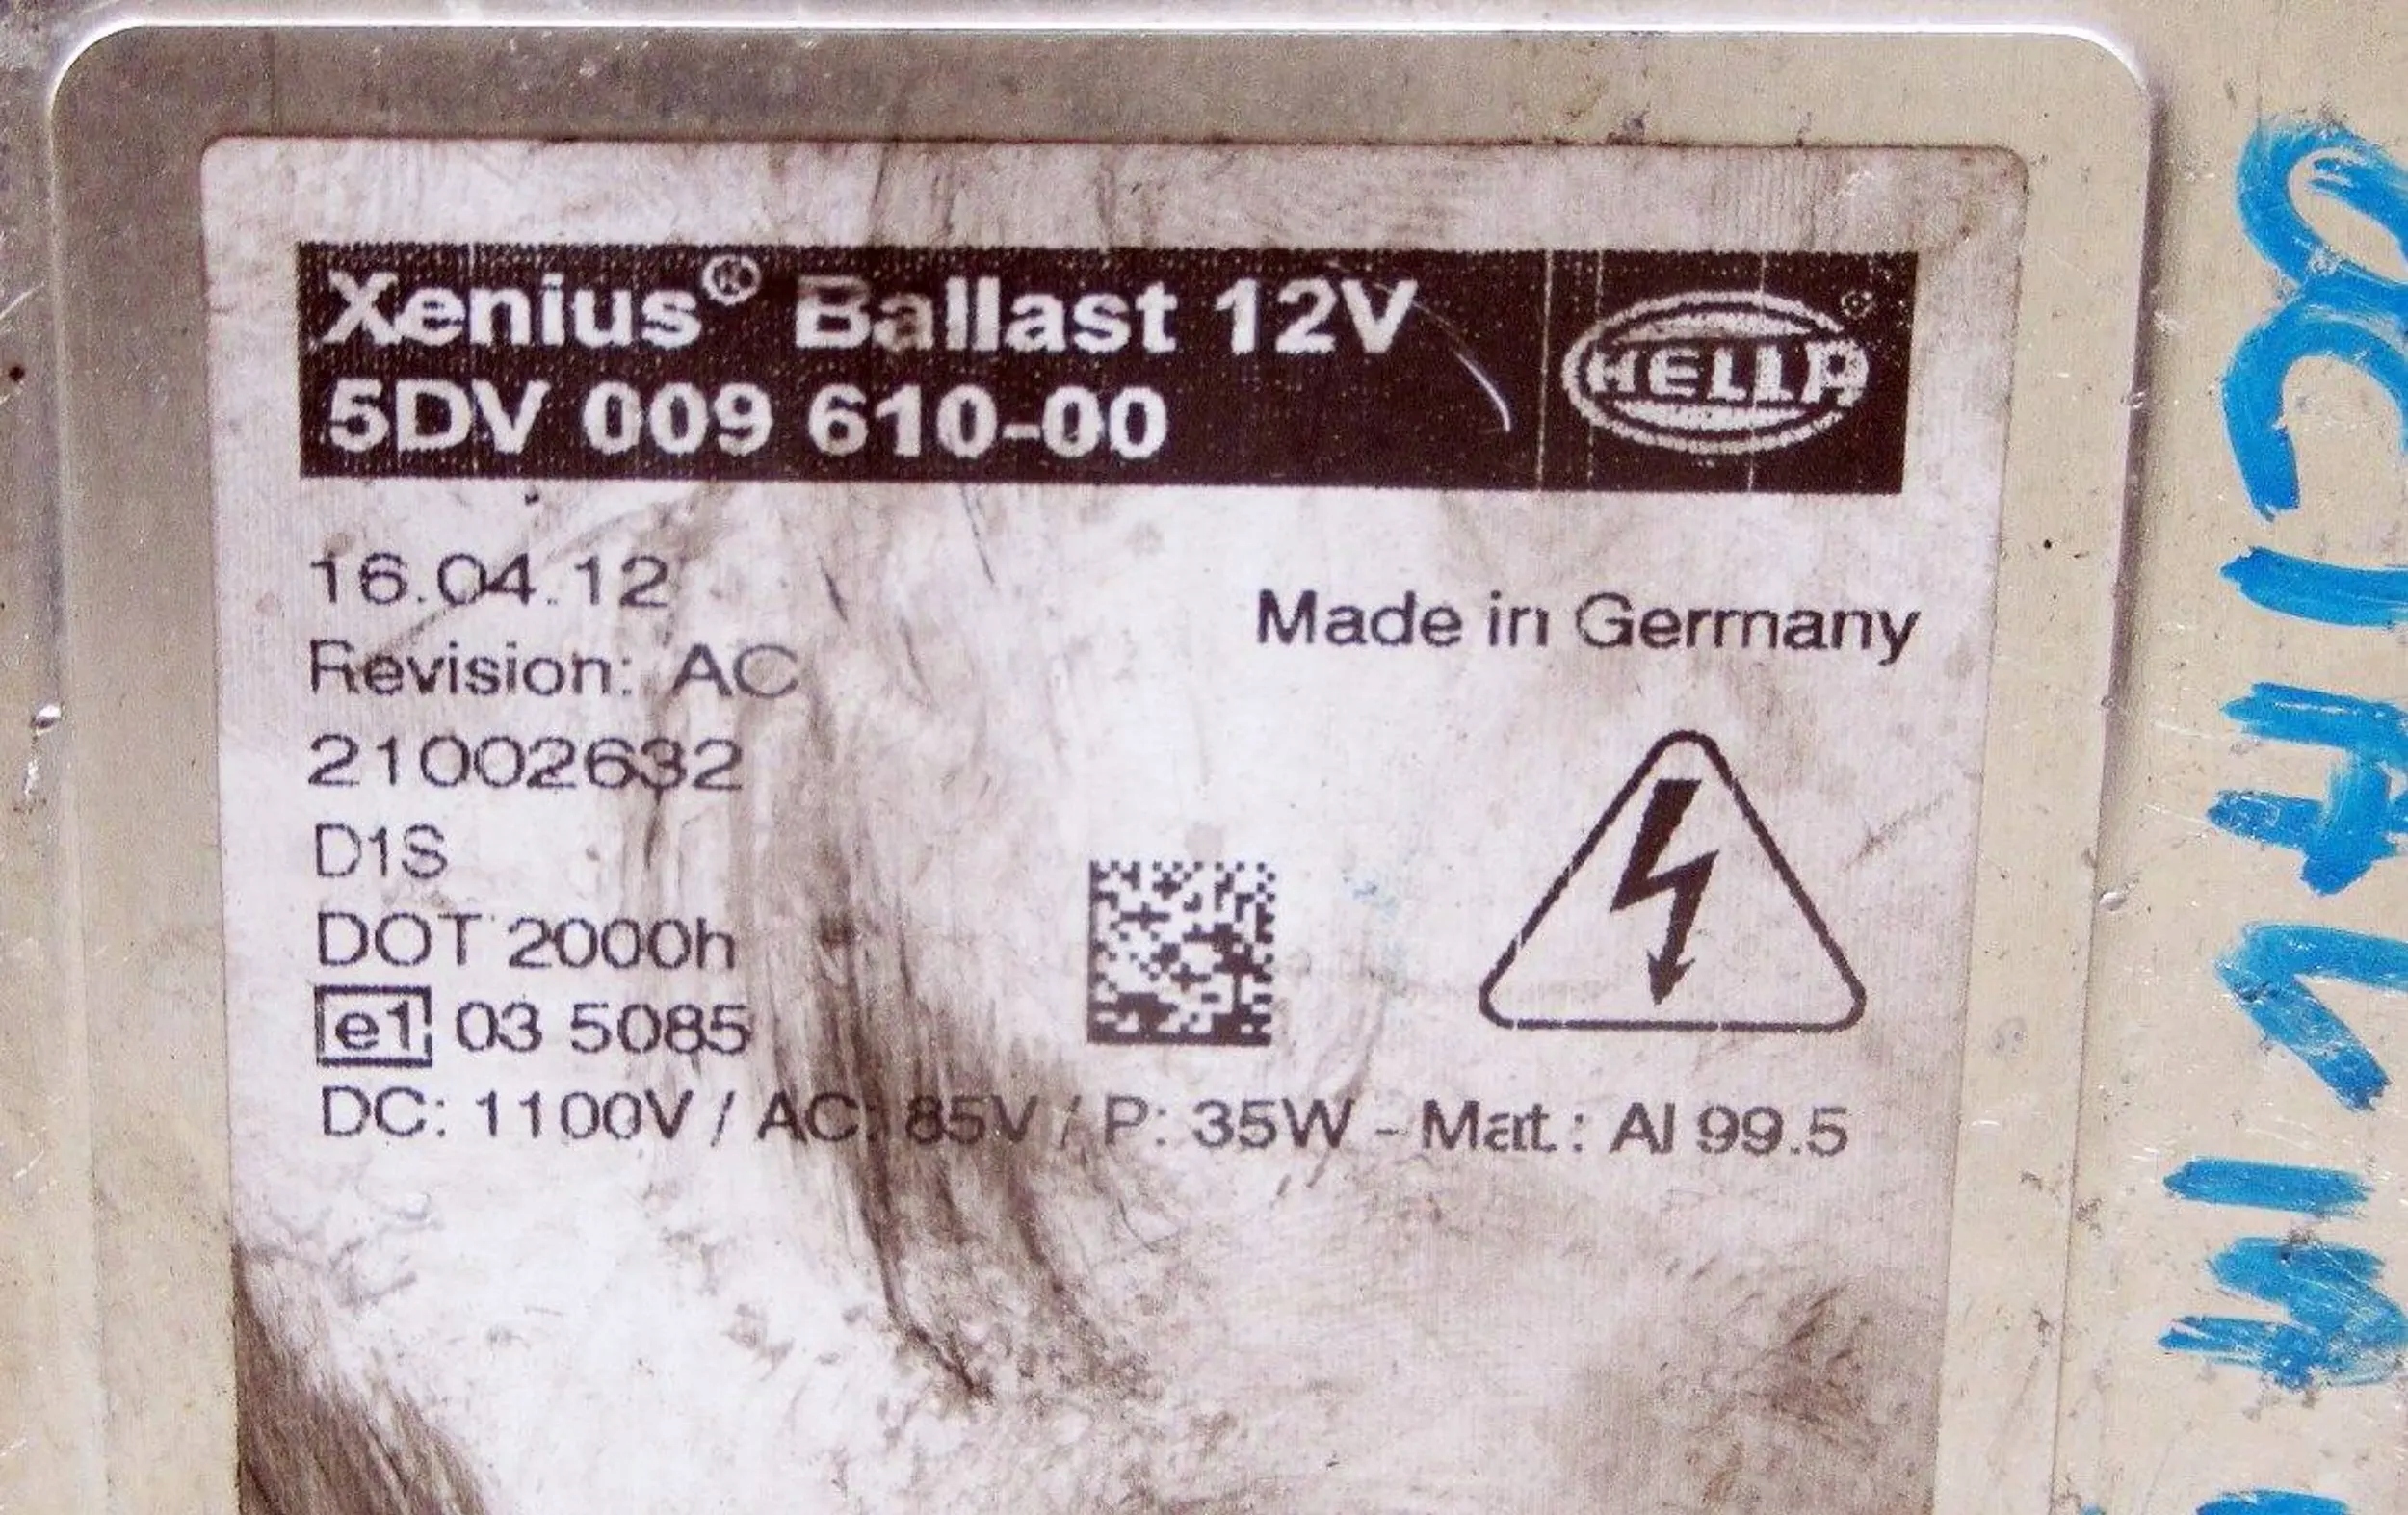 Xenius® Ballast 12V
HELLA
5DV 009 610-00
16.04.12
Made in Germany
Revision: AC
21002632
D1S
DOT 2000h
e1 03 5085
DC: 1100V / AC: 85V / P: 35W - Mat.: Al 99.5